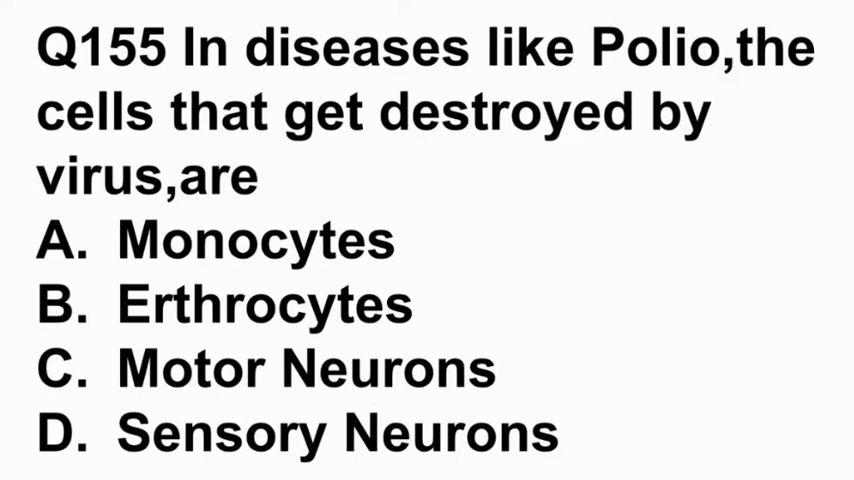 Q155 In diseases like Polio,the
cells that get destroyed by
virus,are
A. Monocytes
B. Erthrocytes
C. Motor Neurons
D. Sensory Neurons